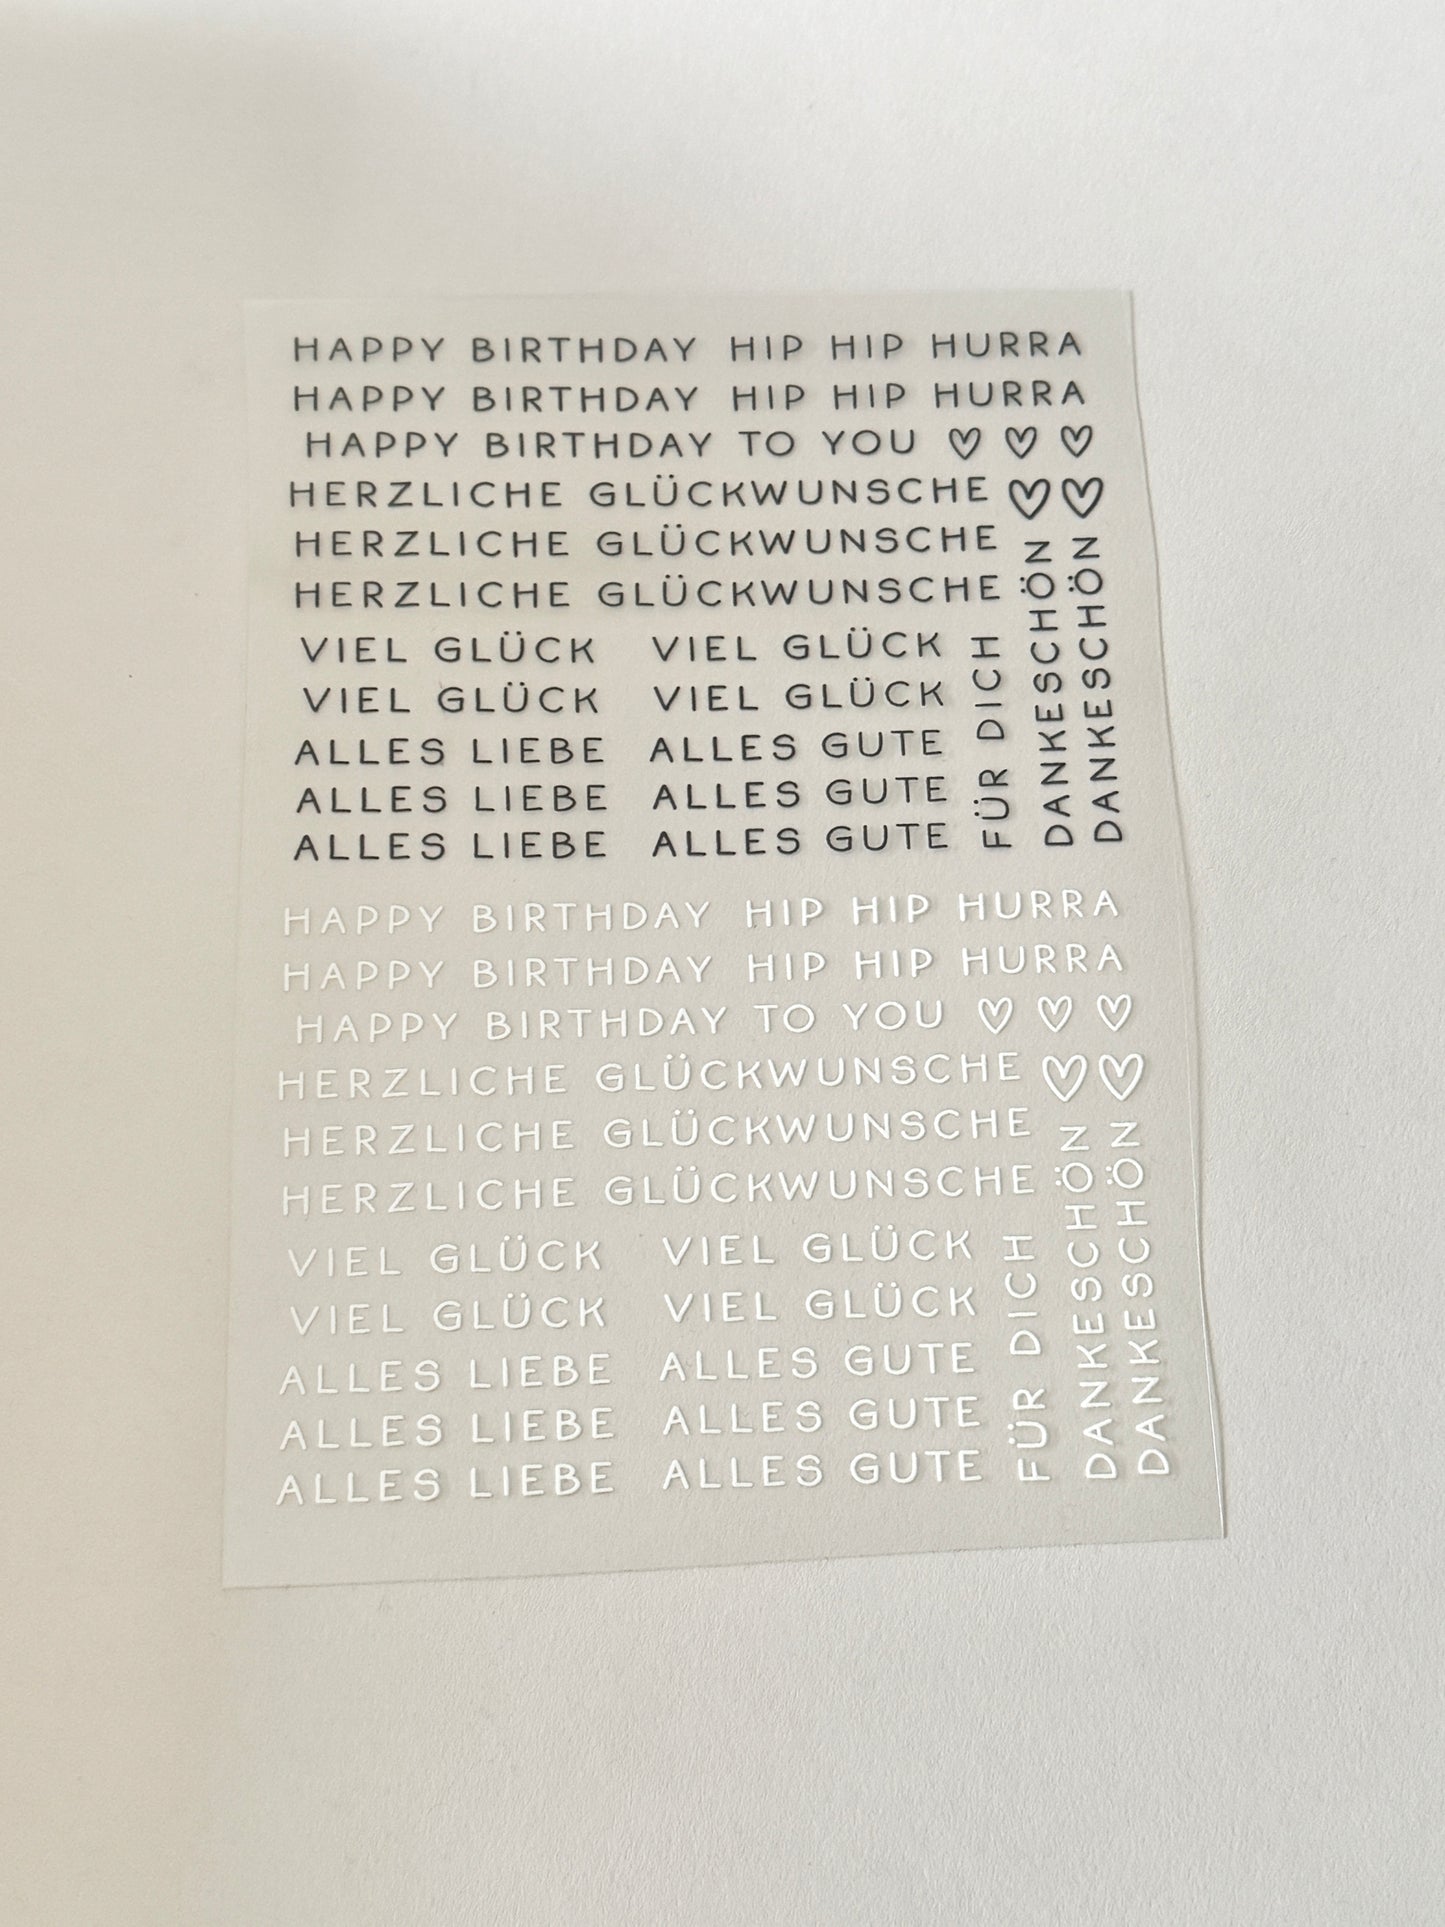 HAPPY BIRTHDAY HIP HIP HURRA
HAPPY BIRTHDAY HIP HIP HURRA
HAPPY BIRTHDAY TO YOU
HERZLICHE GLÜCKWUNSCHE
HERZLICHE GLÜCKWUNSCHE
HERZLICHE GLÜCKWUNSCHE
VIEL GLÜCK VIEL GLÜCK
VIEL GLÜCK VIEL GLÜCK
ALLES LIEBE ALLES GUTE
ALLES LIEBE ALLES GUTE
ALLES LIEBE ALLES GUTE
FÜR DICH
DANKESCHÖN
DANKESCHÖN
HAPPY BIRTHDAY HIP HIP HURRA
HAPPY BIRTHDAY HIP HIP HURRA
HAPPY BIRTHDAY TO YOU
HERZLICHE GLÜCKWUNSCHE
HERZLICHE GLÜCKWUNSCHE
HERZLICHE GLÜCKWUNSCHE
VIEL GLÜCK VIEL GLÜCK
VIEL GLÜCK VIEL GLÜCK
ALLES LIEBE ALLES GUTE
ALLES LIEBE ALLES GUTE
ALLES LIEBE ALLES GUTE
FÜR DICH
DANKESCHÖN
DANKESCHÖN